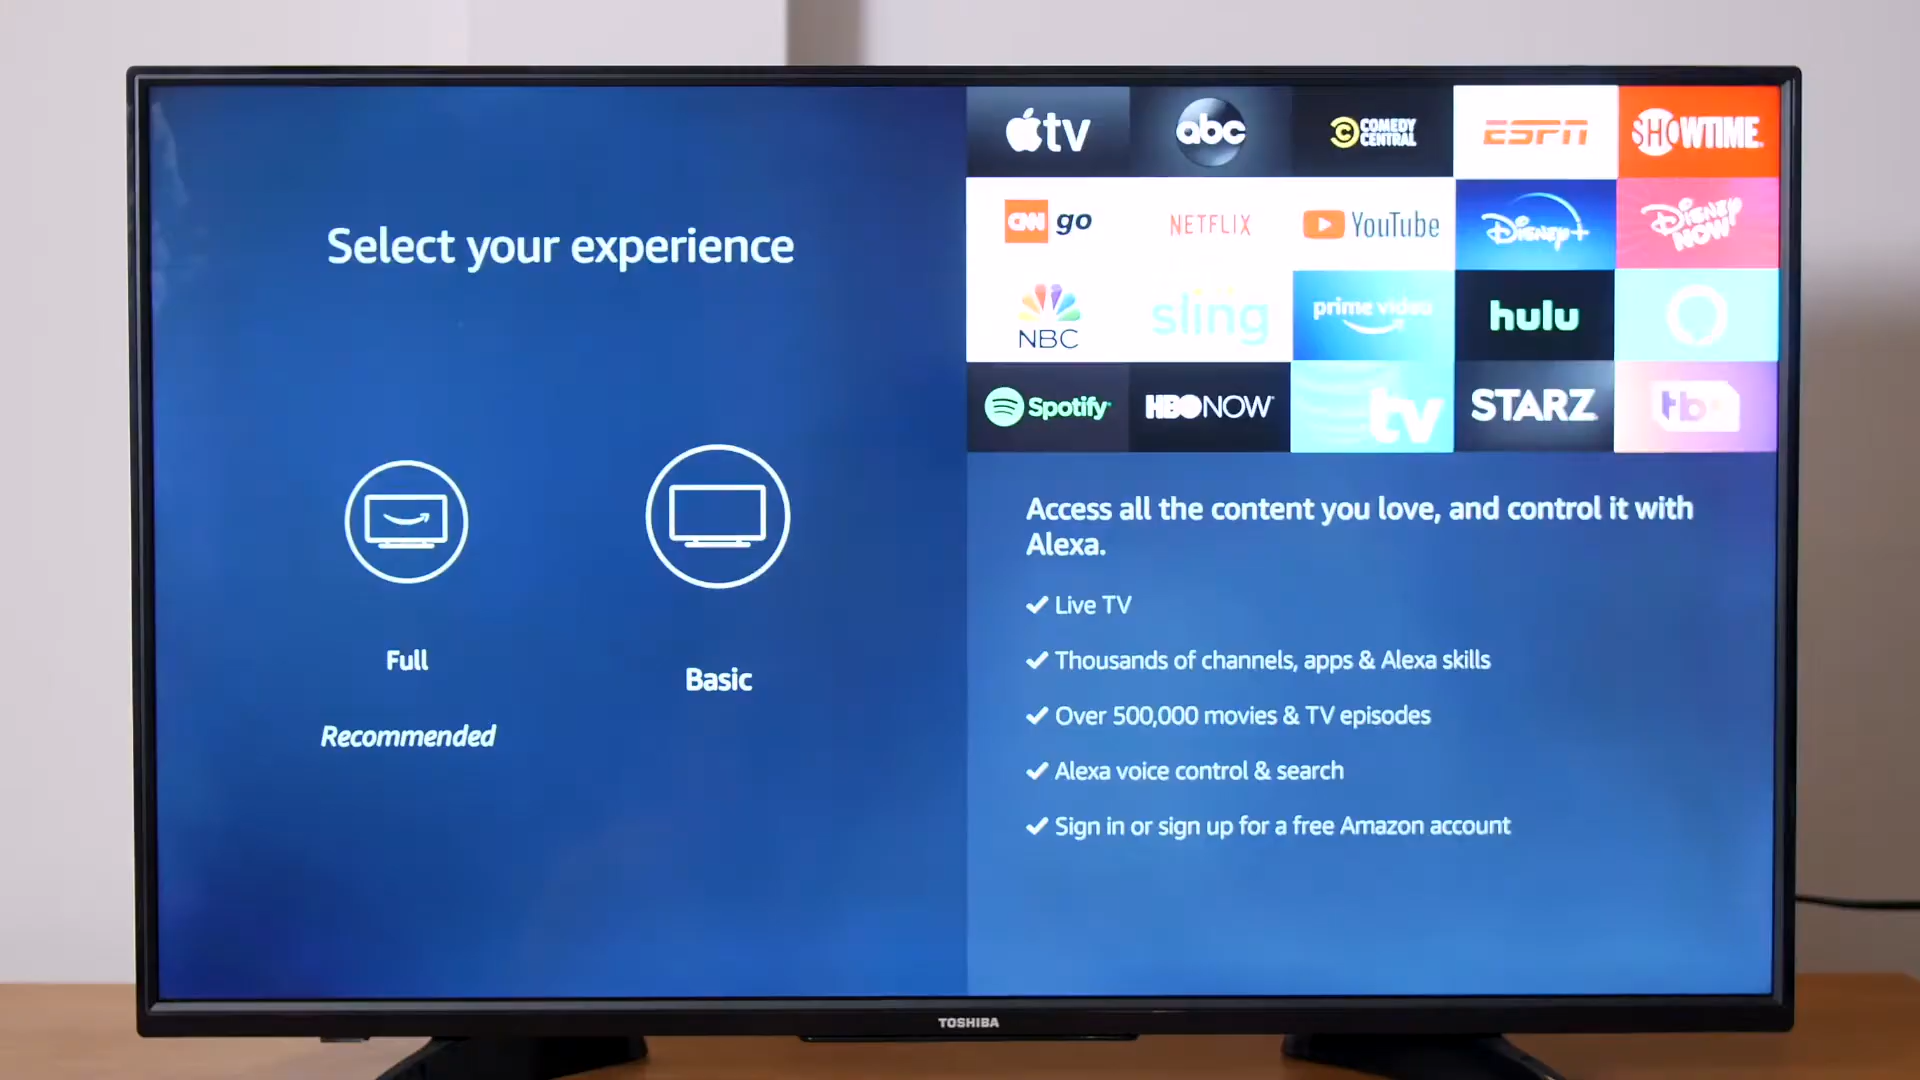 Select your experience
Full
Recommended
Basic
tv
abc
COMEDY CENTRAL
ESPN
SHOWTIME
CNN go
NETFLIX
YouTube
Disney+
Disney NOW
NBC
sling
prime video
hulu
Spotify
HBO NOW
tv
STARZ
tbs
Access all the content you love, and control it with
Alexa.
Live TV
Thousands of channels, apps & Alexa skills
Over 500,000 movies & TV episodes
Alexa voice control & search
Sign in or sign up for a free Amazon account
TOSHIBA